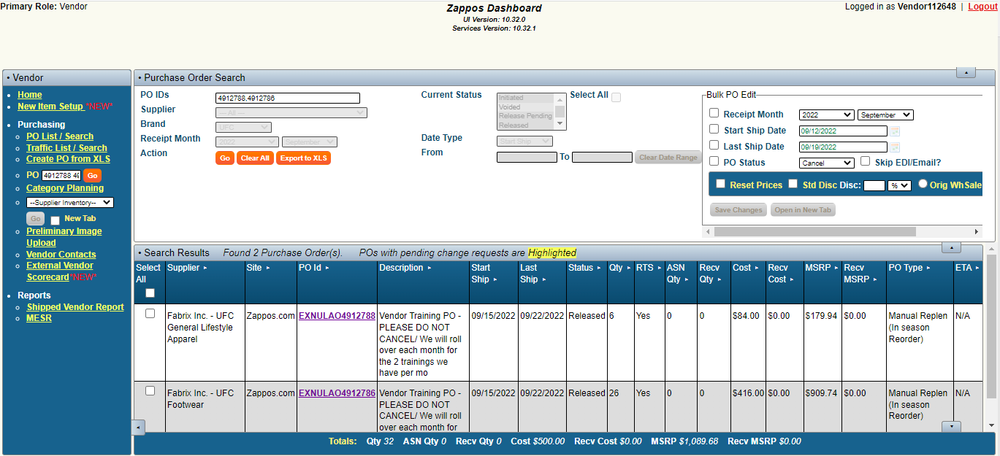 Primary Role: Vendor
Zappos Dashboard
UI Version: 10.32.0
Services Version: 10.32.1
Logged in as Vendor112648 | Logout
• Vendor
Home
New Item Setup *NEW*
Purchasing
PO List / Search
Traffic List / Search
Create PO from XLS
PO 4912788 49 Go
Category Planning
--Supplier Inventory--
Go New Tab
Preliminary Image
Upload
Vendor Contacts
External Vendor
Scorecard *NEW*
Reports
Shipped Vendor Report
MESR
• Purchase Order Search
PO IDs 4912788,4912786
Supplier --- All ---
Brand UFC
Receipt Month 2022 September
Action Go Clear All Export to XLS
Current Status Initiated Select All
Voided
Release Pending
Released
Date Type Start Ship
From To Clear Date Range
Bulk PO Edit
Receipt Month 2022 September
Start Ship Date 09/12/2022
Last Ship Date 09/19/2022
PO Status Cancel Skip EDI/Email?
Reset Prices Std Disc Disc: % Orig WhSale
Save Changes Open in New Tab
• Search Results Found 2 Purchase Order(s). POs with pending change requests are Highlighted
Select All Supplier Site PO Id Description Start Ship Last Ship Status Qty RTS ASN Qty Recv Qty Cost Recv Cost MSRP Recv MSRP PO Type ETA
Fabrix Inc. - UFC Zappos.com EXNULAO4912788 Vendor Training PO - 09/15/2022 09/22/2022 Released 6 Yes 0 0 $84.00 $0.00 $179.94 $0.00 Manual Replen N/A
General Lifestyle PLEASE DO NOT (In season
Apparel CANCEL/ We will roll Reorder)
over each month for
the 2 trainings we
have per mo
Fabrix Inc. - UFC Zappos.com EXNULAO4912786 Vendor Training PO - 09/15/2022 09/22/2022 Released 26 Yes 0 0 $416.00 $0.00 $909.74 $0.00 Manual Replen N/A
Footwear PLEASE DO NOT (In season
CANCEL/ We will roll Reorder)
over each month for
Totals: Qty 32 ASN Qty 0 Recv Qty 0 Cost $500.00 Recv Cost $0.00 MSRP $1,089.68 Recv MSRP $0.00